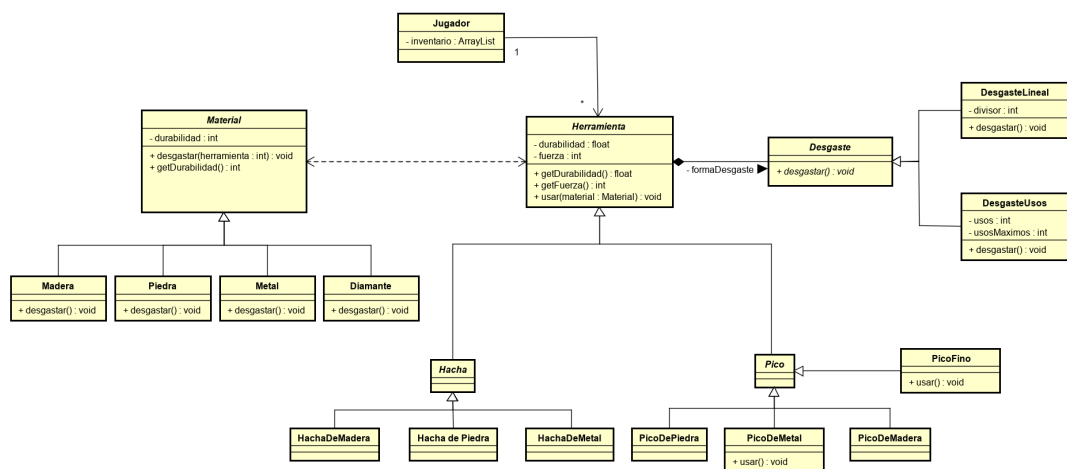 Jugador
- inventario : ArrayList
1
*
Material
- durabilidad : int
+ desgastar(herramienta : int) : void
+ getDurabilidad() : int
Herramienta
- durabilidad : float
- fuerza : int
+ getDurabilidad() : float
+ getFuerza() : int
+ usar(material : Material) : void
- formaDesgaste
Desgaste
+ desgastar() : void
DesgasteLineal
- divisor : int
+ desgastar() : void
DesgasteUsos
- usos : int
- usosMaximos : int
+ desgastar() : void
Madera
+ desgastar() : void
Piedra
+ desgastar() : void
Metal
+ desgastar() : void
Diamante
+ desgastar() : void
Hacha
Pico
PicoFino
+ usar() : void
HachaDeMadera
Hacha de Piedra
HachaDeMetal
PicoDePiedra
PicoDeMetal
+ usar() : void
PicoDeMadera